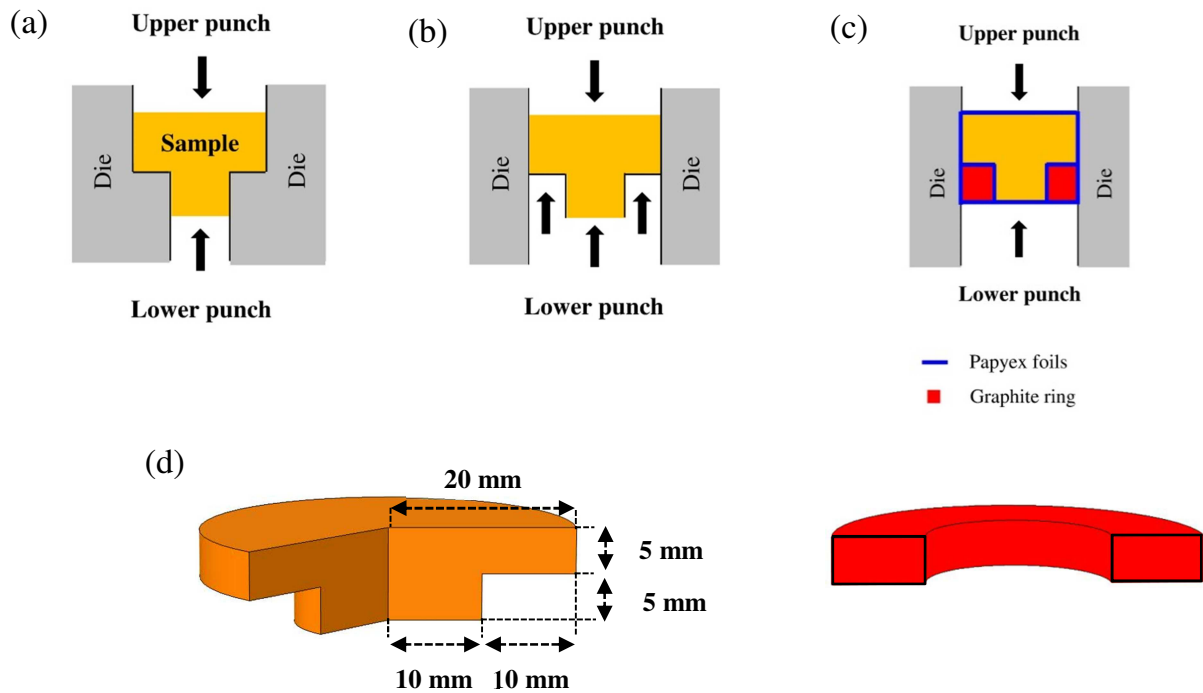 (a)
Upper punch
Die
Sample
Die
Lower punch
(b)
Upper punch
Die
Die
Lower punch
(c)
Upper punch
Die
Die
Lower punch
Papyex foils
Graphite ring
(d)
20 mm
5 mm
5 mm
10 mm
10 mm